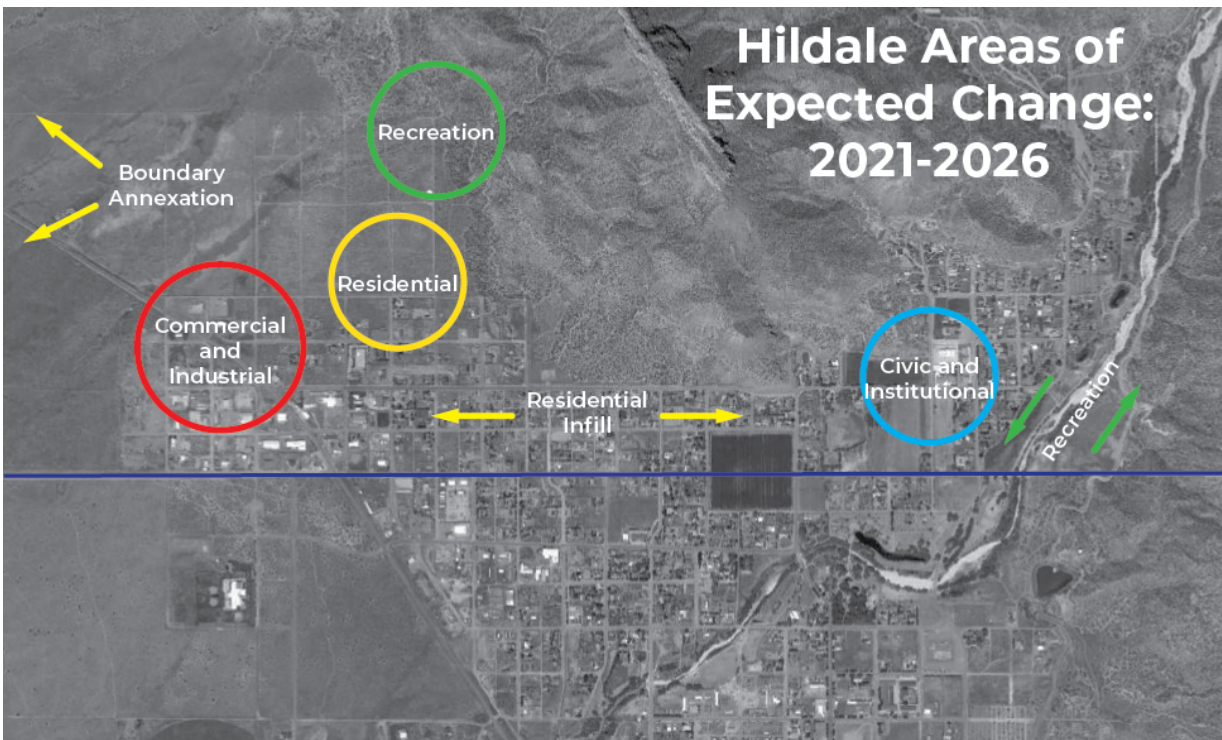 Hildale Areas of
Expected Change:
2021-2026
Recreation
Boundary
Annexation
Residential
Commercial
and
Industrial
Residential
Infill
Civic and
Institutional
Recreation